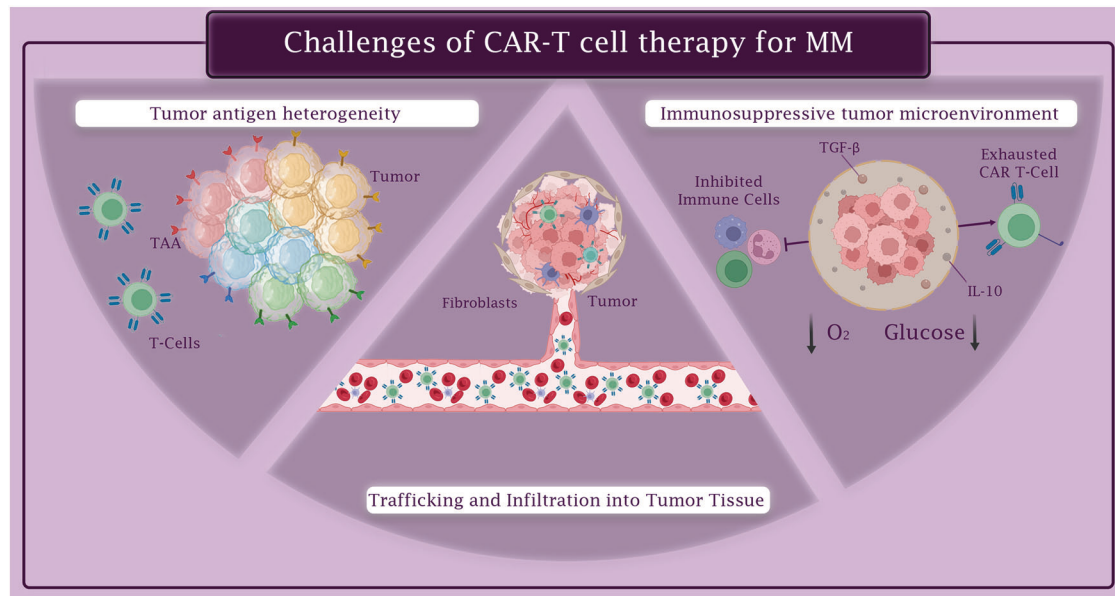 Challenges of CAR-T cell therapy for MM
Tumor antigen heterogeneity
Tumor
TAA
T-Cells
Fibroblasts
Tumor
Trafficking and Infiltration into Tumor Tissue
Immunosuppressive tumor microenvironment
TGF-β
Exhausted
CAR T-Cell
Inhibited
Immune Cells
IL-10
O₂
Glucose